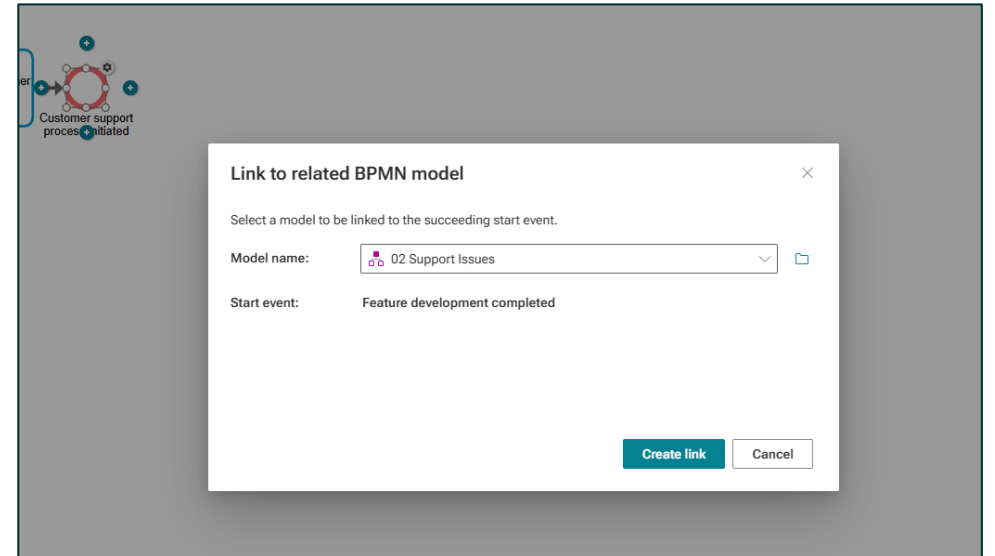 er
Customer support
Link to related BPMN model
Select a model to be linked to the succeeding start event.
Model name:
02 Support Issues
Start event:
Feature development completed
Create link
Cancel